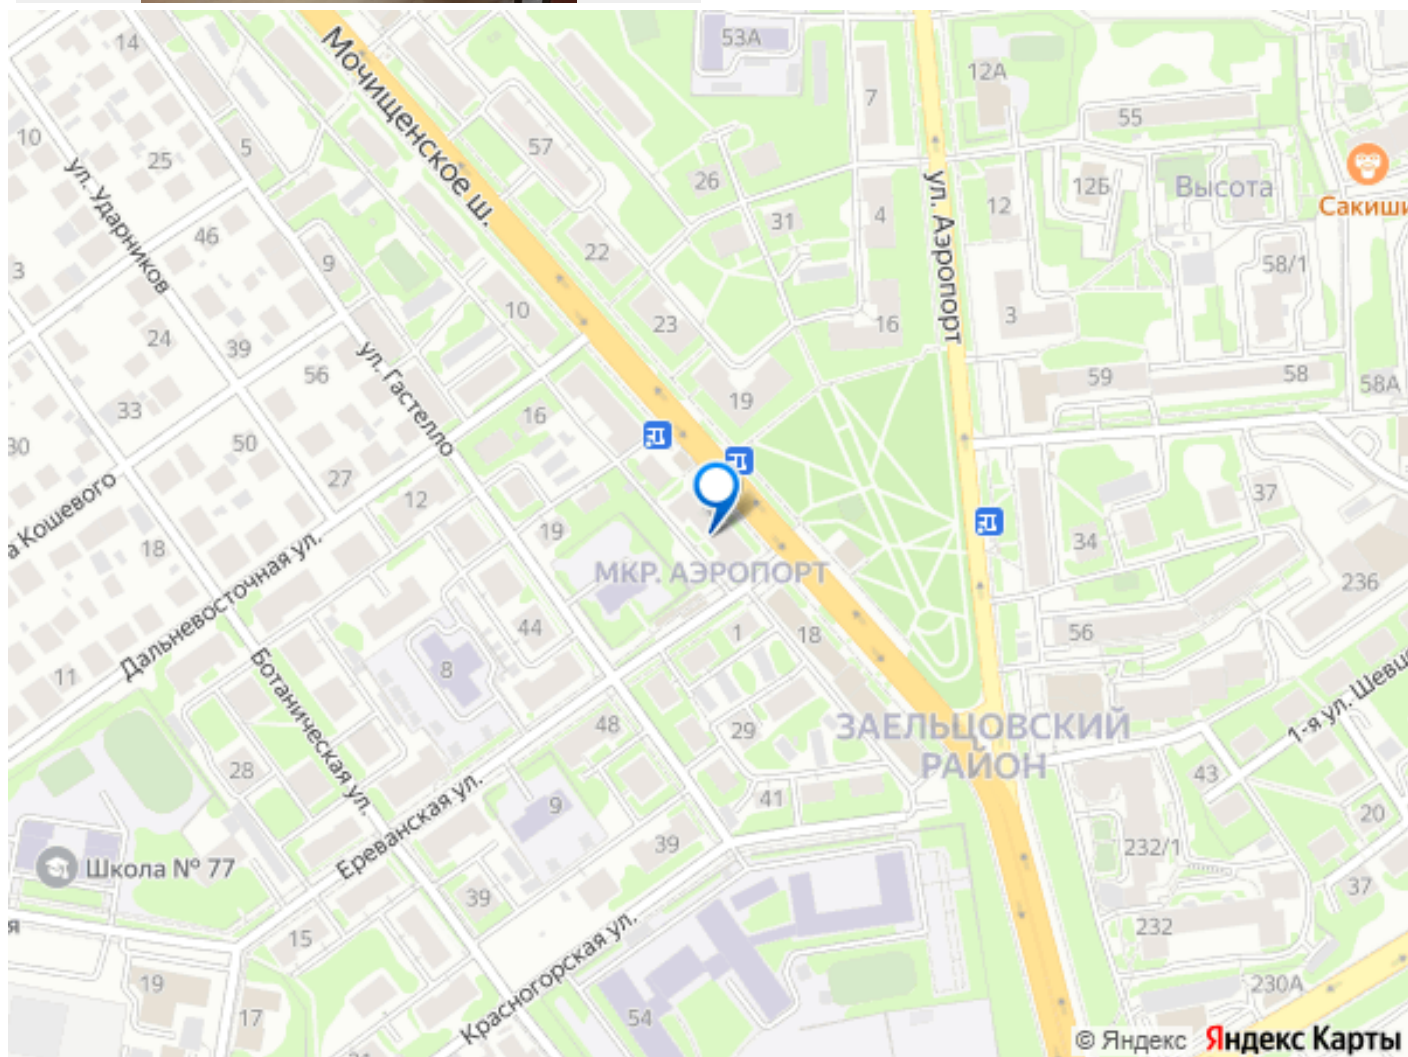 14
53А
12А
7
55
10
25
5
57
Мочищенское ш.
ул. Ударников
26
ул. Аэропорт
12Б
Высота
Сакиши
46
31
4
12
3
9
22
58/1
10
23
16
3
24
39
56
ул. Гастелло
59
58
58А
33
16
19
30
50
27
12
37
а Кошевого
18
19
34
МКР. АЭРОПОРТ
236
Дальневосточная ул.
44
1
18
56
11
8
Ботаническая ул.
48
29
ЗАЕЛЬЦОВСКИЙ
РАЙОН
1-я ул. Шевц
28
43
41
20
Ереванская ул.
9
39
232/1
Школа № 77
37
39
я
15
Красногорская ул.
232
19
17
54
230А
© Яндекс Яндекс Карты